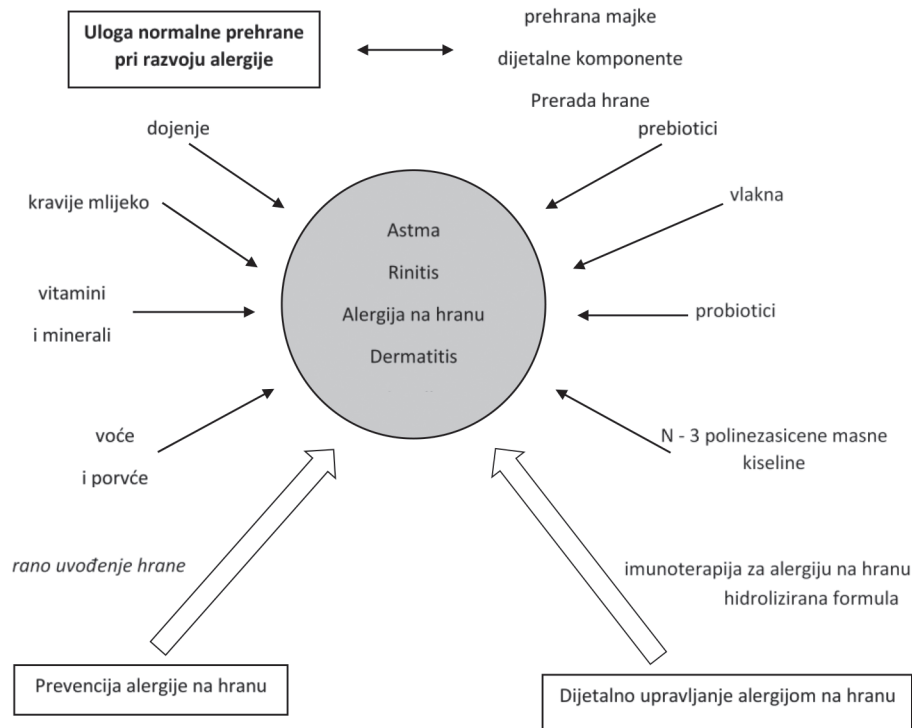 Uloga normalne prehrane
pri razvoju alergije
prehrana majke
dijetalne komponente
Prerada hrane
dojenje
prebiotici
kravije mlijeko
vlakna
Astma
Rinitis
Alergija na hranu
Dermatitis
vitamini
i minerali
probiotici
voće
i porvće
N - 3 polinezasicene masne
kiseline
rano uvođenje hrane
imunoterapija za alergiju na hranu
hidrolizirana formula
Prevencija alergije na hranu
Dijetalno upravljanje alergijom na hranu